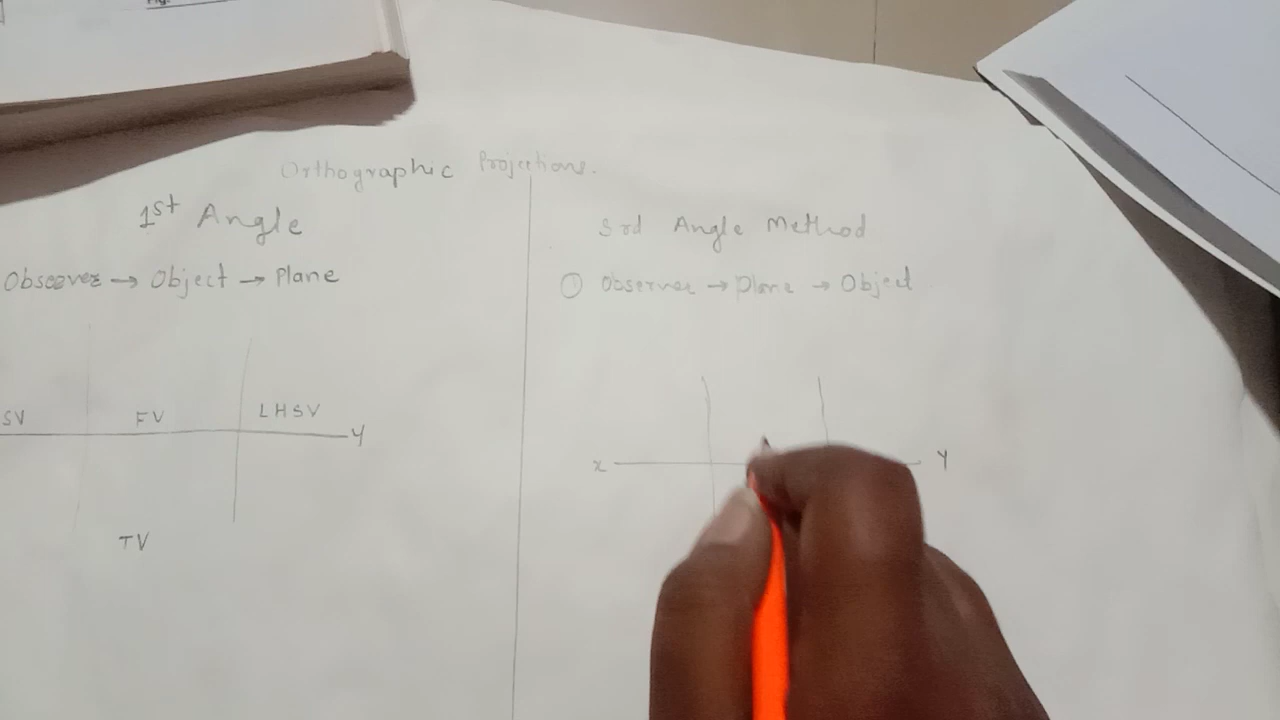 Orthographic Projections.
1st Angle
Observer → Object → Plane
SV FV LHSV
Y
TV
3rd Angle Method
① Observer → Plane → Object
X Y